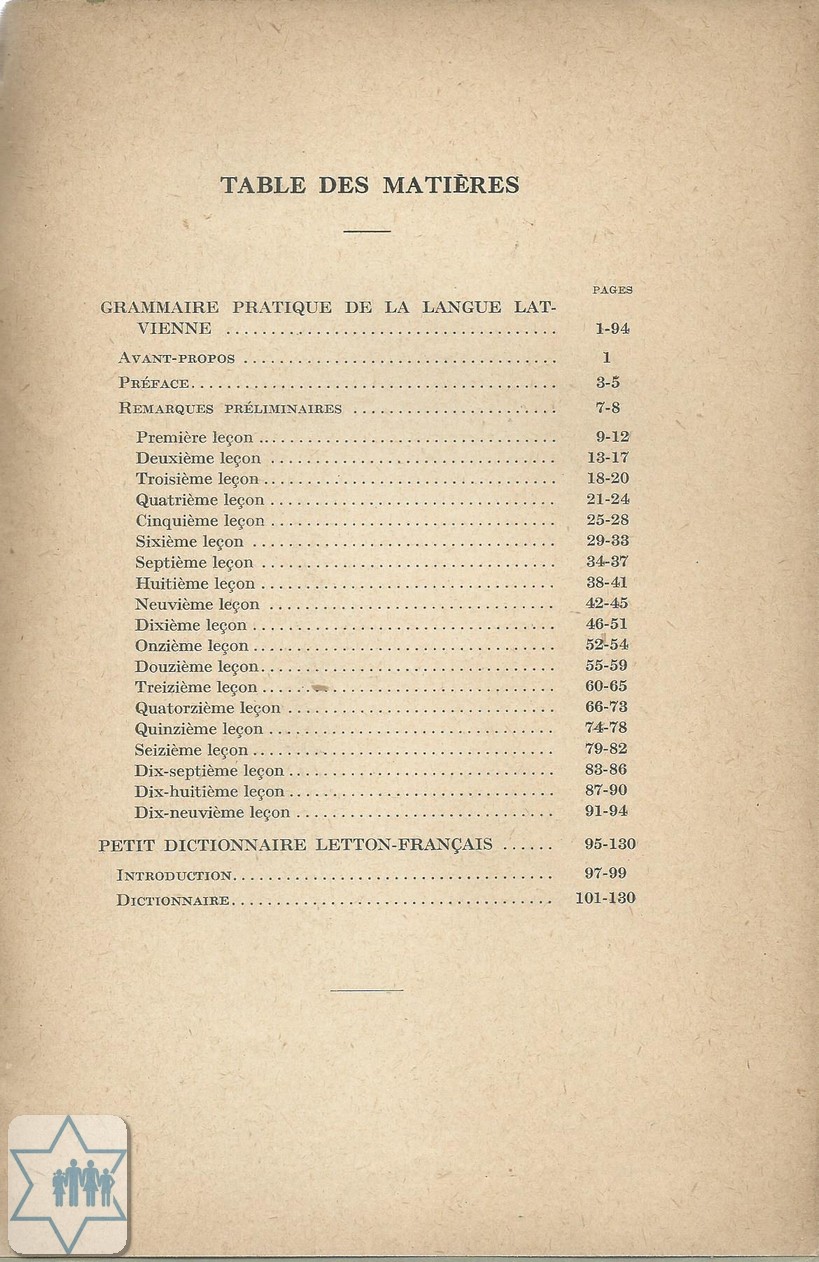 TABLE DES MATIÈRES
PAGES
GRAMMAIRE PRATIQUE DE LA LANGUE LAT-
VIENNE .................................... 1-94
AVANT-PROPOS .................................. 1
PRÉFACE........................................ 3-5
REMARQUES PRÉLIMINAIRES ...................... 7-8
Première leçon ................................ 9-12
Deuxième leçon ................................ 13-17
Troisième leçon ................................ 18-20
Quatrième leçon ................................ 21-24
Cinquième leçon ................................ 25-28
Sixième leçon ................................ 29-33
Septième leçon ................................ 34-37
Huitième leçon ................................ 38-41
Neuvième leçon ................................ 42-45
Dixième leçon ................................ 46-51
Onzième leçon ................................ 52-54
Douzième leçon................................ 55-59
Treizième leçon ................................ 60-65
Quatorzième leçon .............................. 66-73
Quinzième leçon ................................ 74-78
Seizième leçon ................................ 79-82
Dix-septième leçon .............................. 83-86
Dix-huitième leçon .............................. 87-90
Dix-neuvième leçon ............................. 91-94
PETIT DICTIONNAIRE LETTON-FRANÇAIS ...... 95-130
INTRODUCTION.................................... 97-99
DICTIONNAIRE.................................... 101-130